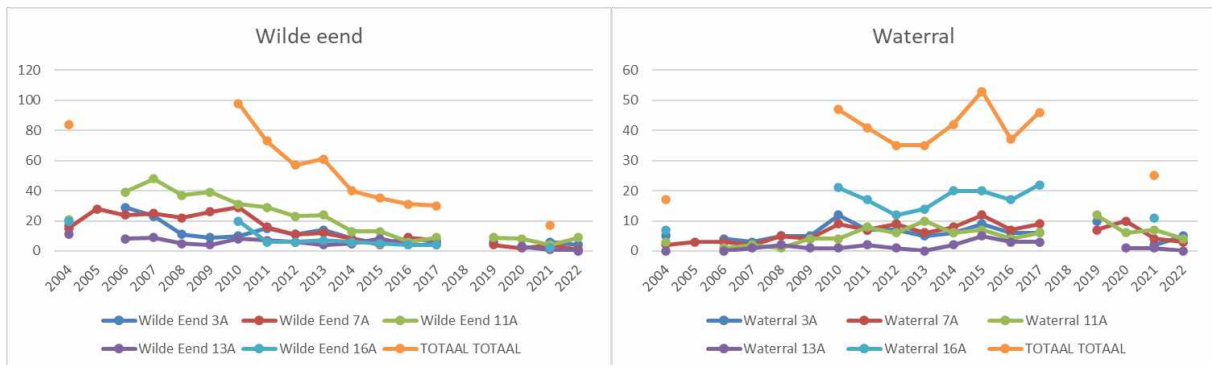 Wilde eend
120
100
80
60
40
20
0
2004 2005 2006 2007 2008 2009 2010 2011 2012 2013 2014 2015 2016 2017 2018 2019 2020 2021 2022
Wilde Eend 3A Wilde Eend 7A Wilde Eend 11A
Wilde Eend 13A Wilde Eend 16A TOTAAL TOTAAL
Waterral
60
50
40
30
20
10
0
2004 2005 2006 2007 2008 2009 2010 2011 2012 2013 2014 2015 2016 2017 2018 2019 2020 2021 2022
Waterral 3A Waterral 7A Waterral 11A
Waterral 13A Waterral 16A TOTAAL TOTAAL